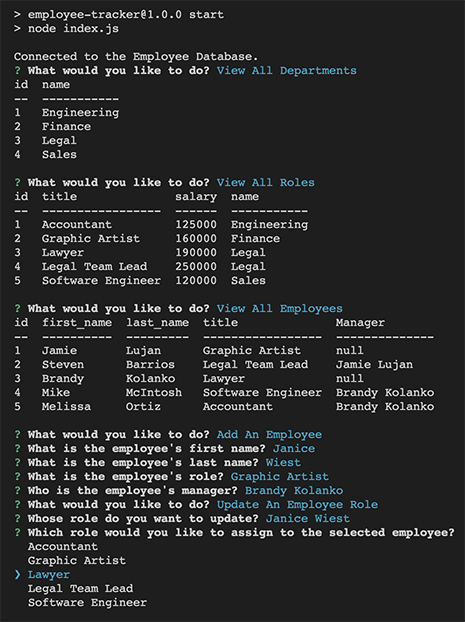 > employee-tracker@1.0.0 start
> node index.js
Connected to the Employee Database.
? What would you like to do? View All Departments
id  name
--  -----------
1   Engineering
2   Finance
3   Legal
4   Sales
? What would you like to do? View All Roles
id  title              salary  name
--  -----------------  ------  -----------
1   Accountant         125000  Engineering
2   Graphic Artist     160000  Finance
3   Lawyer             190000  Legal
4   Legal Team Lead    250000  Legal
5   Software Engineer  120000  Sales
? What would you like to do? View All Employees
id  first_name  last_name  title              Manager
--  ----------  ---------  -----------------  --------------
1   Jamie       Lujan      Graphic Artist     null
2   Steven      Barrios    Legal Team Lead    Jamie Lujan
3   Brandy      Kolanko    Lawyer             null
4   Mike        McIntosh   Software Engineer  Brandy Kolanko
5   Melissa     Ortiz      Accountant         Brandy Kolanko
? What would you like to do? Add An Employee
? What is the employee's first name? Janice
? What is the employee's last name? Wiest
? What is the employee's role? Graphic Artist
? Who is the employee's manager? Brandy Kolanko
? What would you like to do? Update An Employee Role
? Whose role do you want to update? Janice Wiest
? Which role would you like to assign to the selected employee?
  Accountant
  Graphic Artist
❯ Lawyer
  Legal Team Lead
  Software Engineer